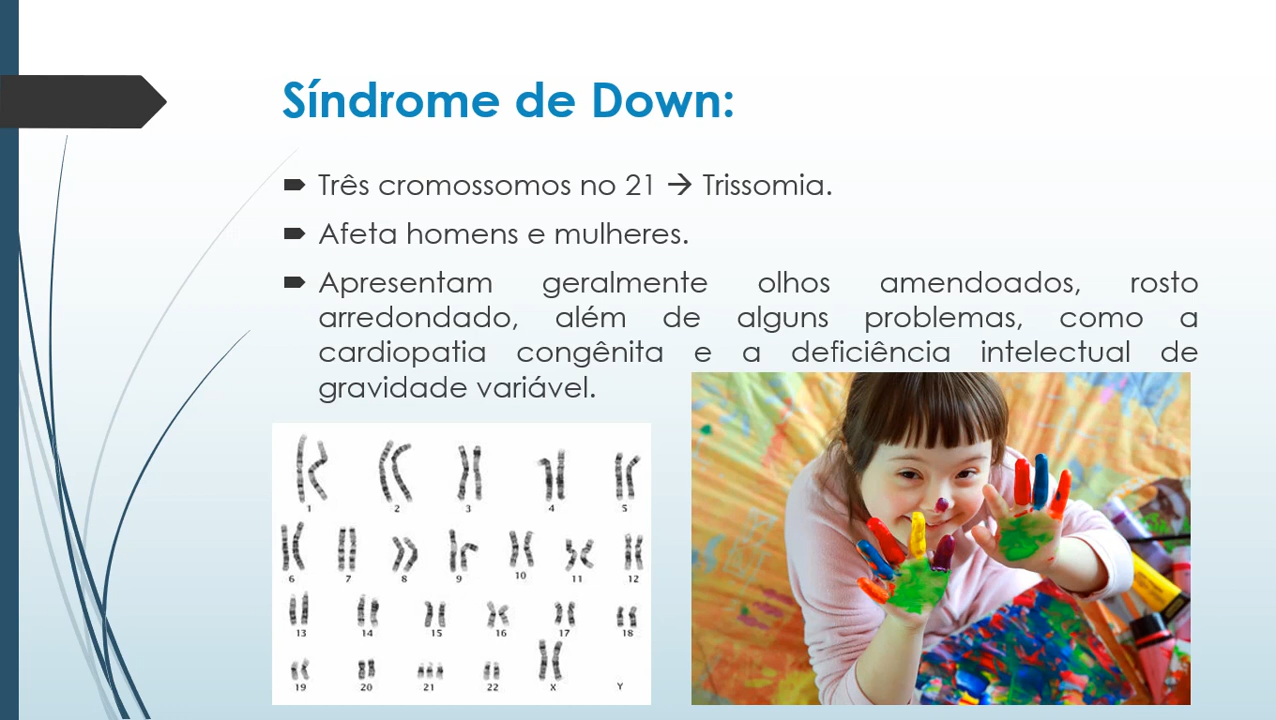 Síndrome de Down:
Três cromossomos no 21 → Trissomia.
Afeta homens e mulheres.
Apresentam geralmente olhos amendoados, rosto
arredondado, além de alguns problemas, como a
cardiopatia congênita e a deficiência intelectual de
gravidade variável.
1 2 3 4 5
6 7 8 9 10 11 12
13 14 15 16 17 18
19 20 21 22 X Y